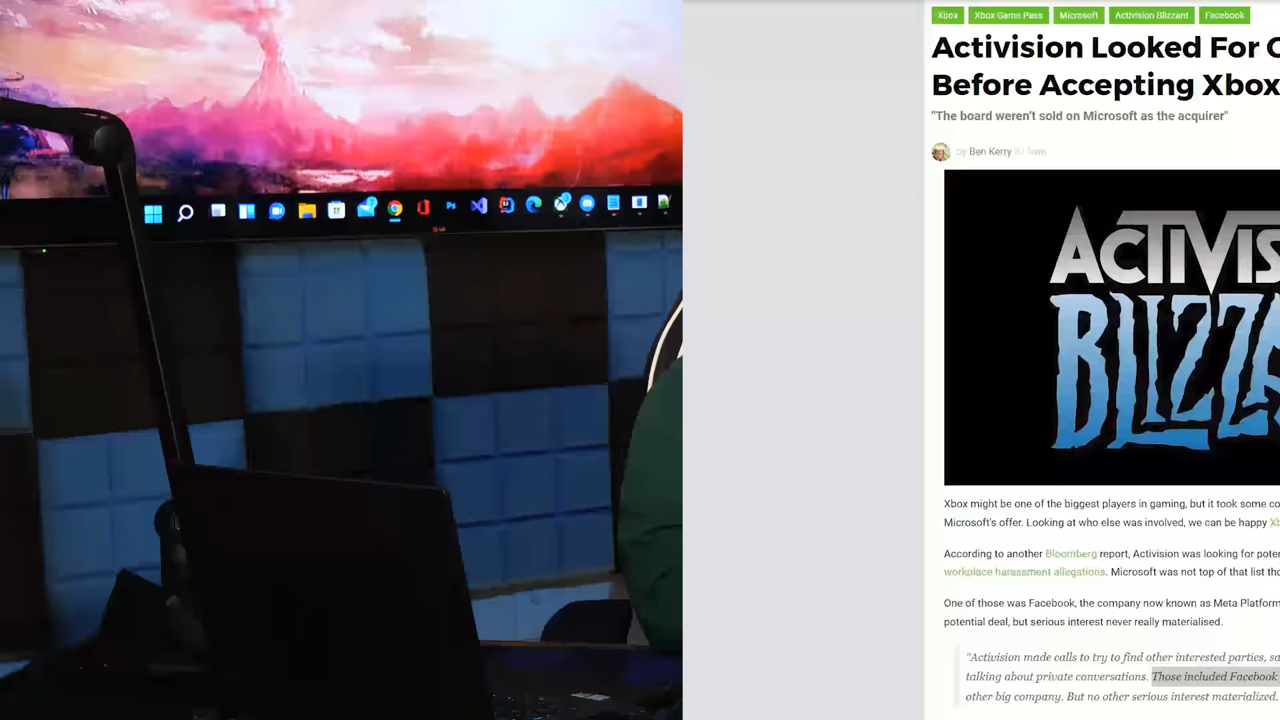 Xbox
Xbox Game Pass
Microsoft
Activision Blizzard
Facebook
Activision Looked For
Before Accepting Xbox
"The board weren't sold on Microsoft as the acquirer"
by Ben Kerry
ACTIVIS
BLIZZA
Xbox might be one of the biggest players in gaming, but it took some co
Microsoft's offer. Looking at who else was involved, we can be happy Xb
According to another Bloomberg report, Activision was looking for poten
workplace harassment allegations. Microsoft was not top of that list tho
One of those was Facebook, the company now known as Meta Platform
potential deal, but serious interest never really materialised.
"Activision made calls to try to find other interested parties, sa
talking about private conversations. Those included Facebook
other big company. But no other serious interest materialized.